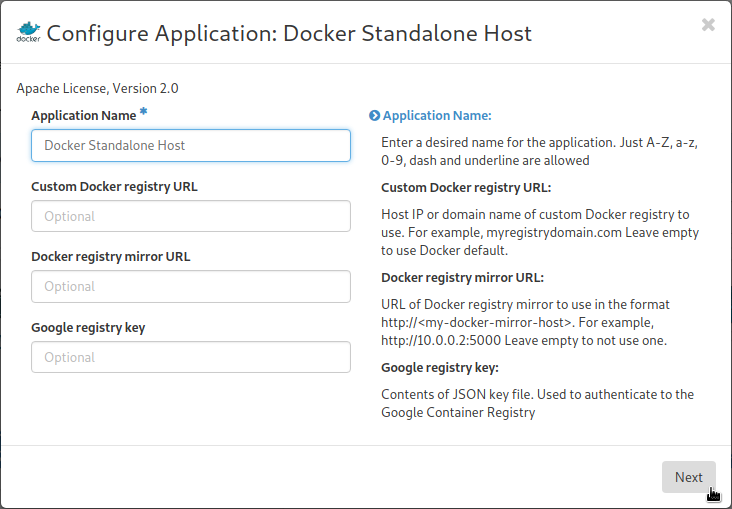 docker
Configure Application: Docker Standalone Host
×
Apache License, Version 2.0
Application Name *
Docker Standalone Host
Custom Docker registry URL
Optional
Docker registry mirror URL
Optional
Google registry key
Optional
Application Name:
Enter a desired name for the application. Just A-Z, a-z,
0-9, dash and underline are allowed
Custom Docker registry URL:
Host IP or domain name of custom Docker registry to
use. For example, myregistrydomain.com Leave empty
to use Docker default.
Docker registry mirror URL:
URL of Docker registry mirror to use in the format
http://<my-docker-mirror-host>. For example,
http://10.0.0.2:5000 Leave empty to not use one.
Google registry key:
Contents of JSON key file. Used to authenticate to the
Google Container Registry
Next